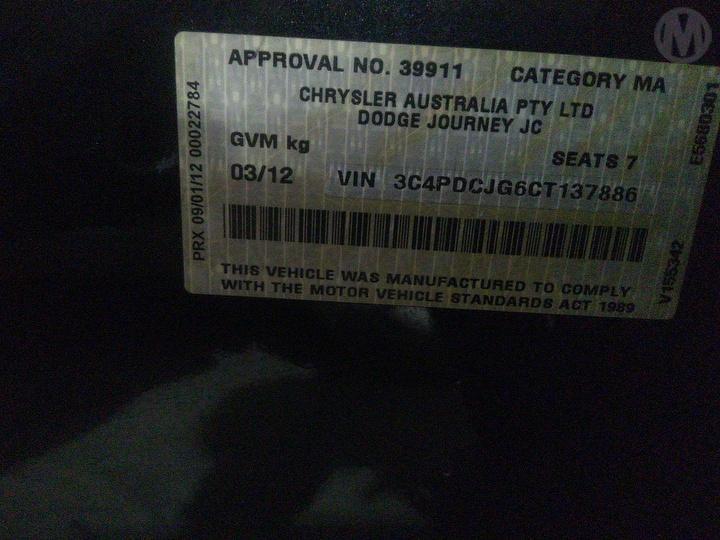 APPROVAL NO. 39911 CATEGORY MA
CHRYSLER AUSTRALIA PTY LTD
DODGE JOURNEY JC
GVM kg SEATS 7
03/12 VIN 3C4PDCJG6CT137886
THIS VEHICLE WAS MANUFACTURED TO COMPLY
WITH THE MOTOR VEHICLE STANDARDS ACT 1989
PRX 09/01/12 00022784
E5680301
V155342
M